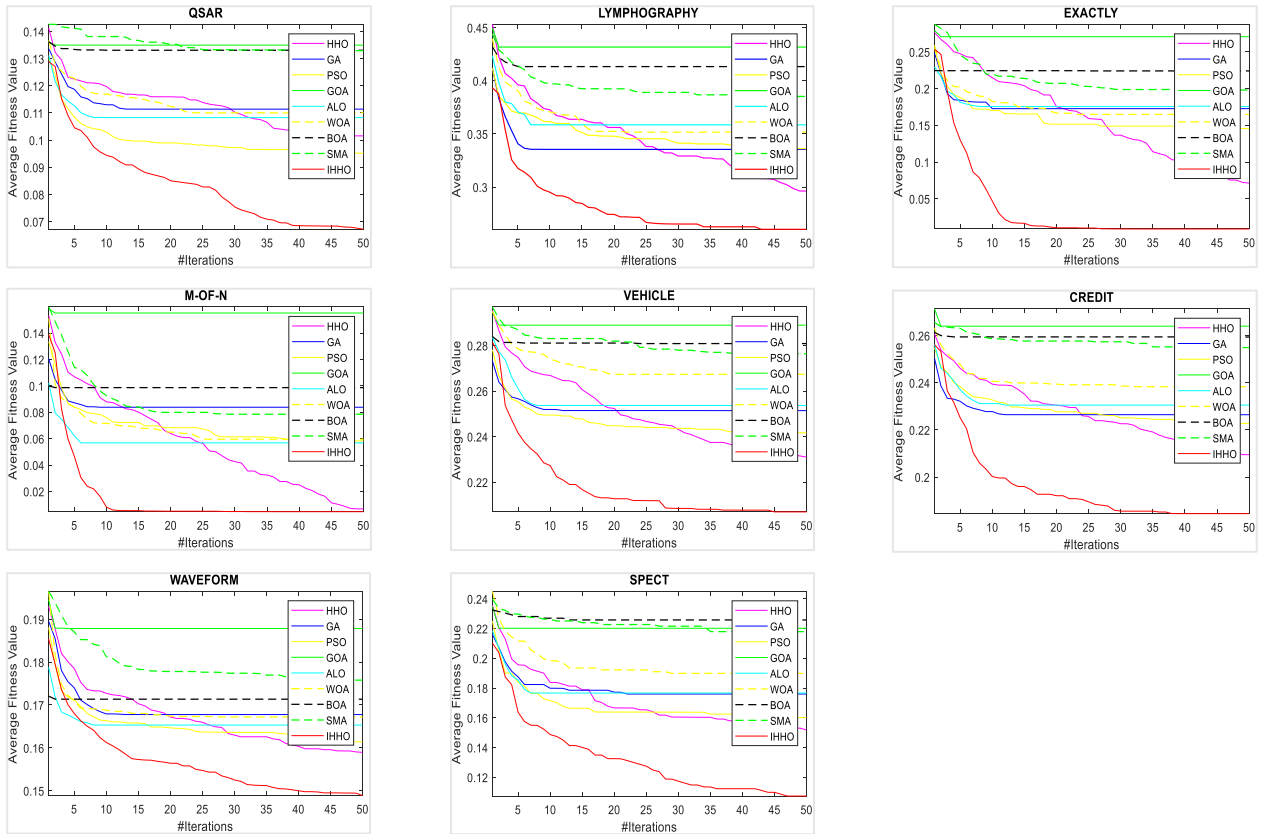 QSAR
Average Fitness Value
0.14
0.13
0.12
0.11
0.1
0.09
0.08
0.07
5 10 15 20 25 30 35 40 45 50
#Iterations
HHO
GA
PSO
GOA
ALO
WOA
BOA
SMA
IHHO
LYMPHOGRAPHY
Average Fitness Value
0.45
0.4
0.35
0.3
5 10 15 20 25 30 35 40 45 50
#Iterations
HHO
GA
PSO
GOA
ALO
WOA
BOA
SMA
IHHO
EXACTLY
Average Fitness Value
0.25
0.2
0.15
0.1
0.05
5 10 15 20 25 30 35 40 45 50
#Iterations
HHO
GA
PSO
GOA
ALO
WOA
BOA
SMA
IHHO
M-OF-N
Average Fitness Value
0.14
0.12
0.1
0.08
0.06
0.04
0.02
5 10 15 20 25 30 35 40 45 50
#Iterations
HHO
GA
PSO
GOA
ALO
WOA
BOA
SMA
IHHO
VEHICLE
Average Fitness Value
0.28
0.26
0.24
0.22
5 10 15 20 25 30 35 40 45 50
#Iterations
HHO
GA
PSO
GOA
ALO
WOA
BOA
SMA
IHHO
CREDIT
Average Fitness Value
0.26
0.24
0.22
0.2
5 10 15 20 25 30 35 40 45 50
#Iterations
HHO
GA
PSO
GOA
ALO
WOA
BOA
SMA
IHHO
WAVEFORM
Average Fitness Value
0.19
0.18
0.17
0.16
0.15
5 10 15 20 25 30 35 40 45 50
#Iterations
HHO
GA
PSO
GOA
ALO
WOA
BOA
SMA
IHHO
SPECT
Average Fitness Value
0.24
0.22
0.2
0.18
0.16
0.14
0.12
5 10 15 20 25 30 35 40 45 50
#Iterations
HHO
GA
PSO
GOA
ALO
WOA
BOA
SMA
IHHO